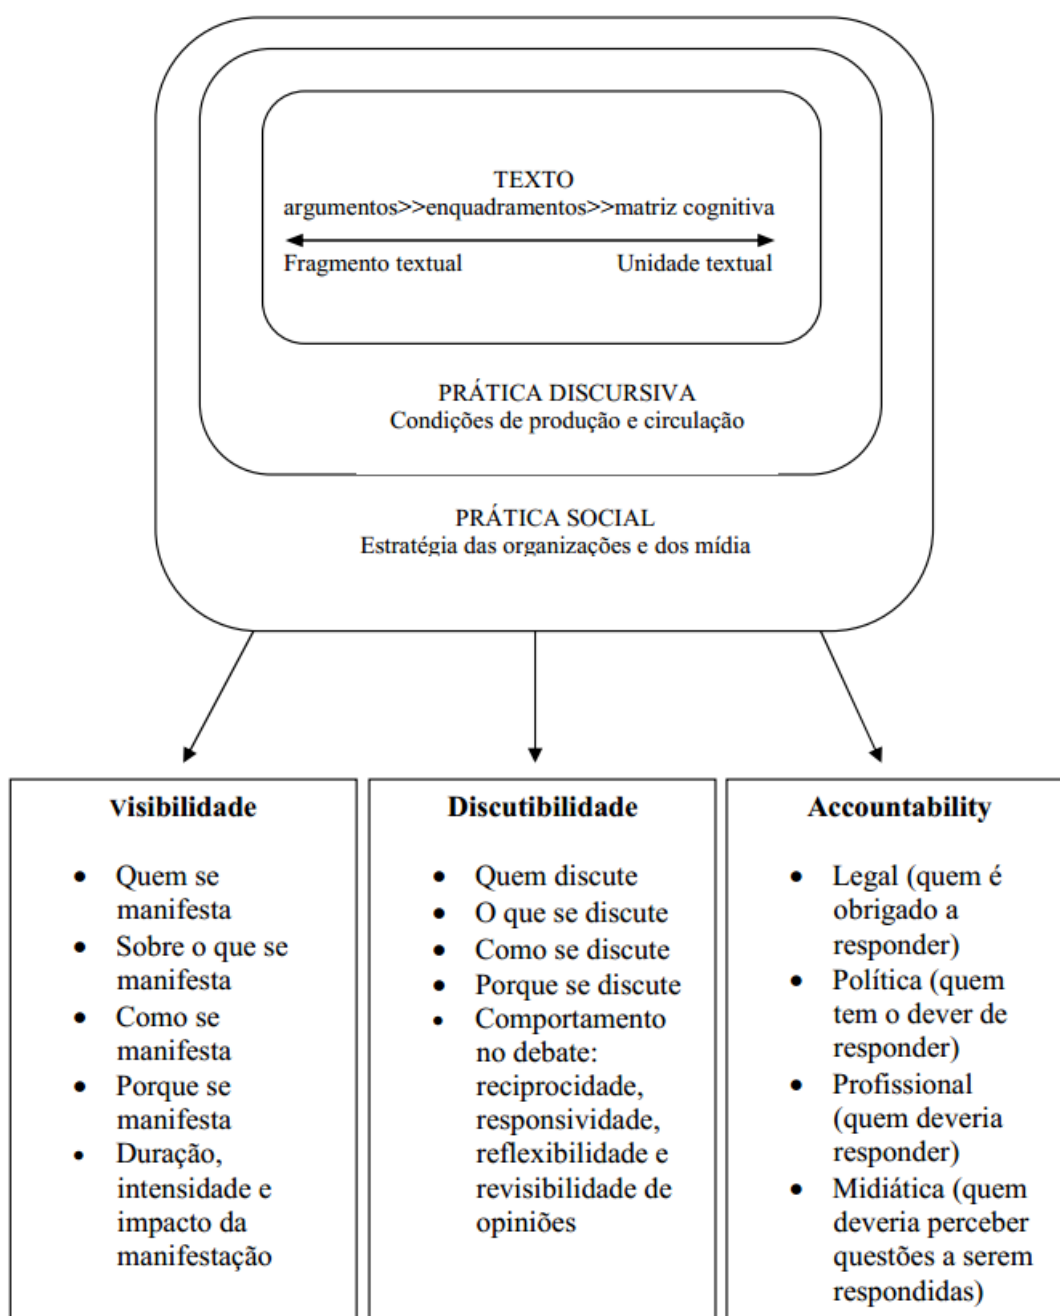 TEXTO
argumentos>>enquadramentos>>matriz cognitiva
Fragmento textual Unidade textual
PRÁTICA DISCURSIVA
Condições de produção e circulação
PRÁTICA SOCIAL
Estratégia das organizações e dos mídia
Visibilidade
• Quem se
manifesta
• Sobre o que se
manifesta
• Como se
manifesta
• Porque se
manifesta
• Duração,
intensidade e
impacto da
manifestação
Discutibilidade
• Quem discute
• O que se discute
• Como se discute
• Porque se discute
• Comportamento
no debate:
reciprocidade,
responsividade,
reflexibilidade e
revisibilidade de
opiniões
Accountability
• Legal (quem é
obrigado a
responder)
• Política (quem
tem o dever de
responder)
• Profissional
(quem deveria
responder)
• Midiática (quem
deveria perceber
questões a serem
respondidas)